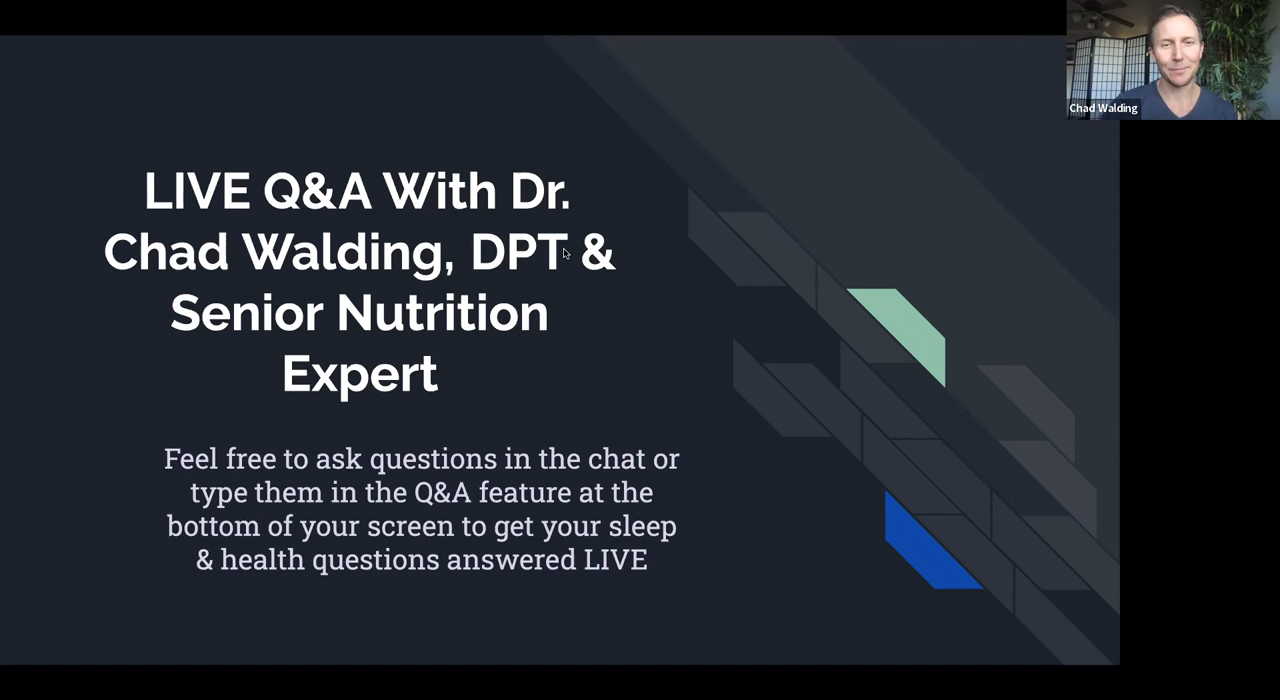 LIVE Q&A With Dr.
Chad Walding, DPT &
Senior Nutrition
Expert
Feel free to ask questions in the chat or
type them in the Q&A feature at the
bottom of your screen to get your sleep
& health questions answered LIVE
Chad Walding